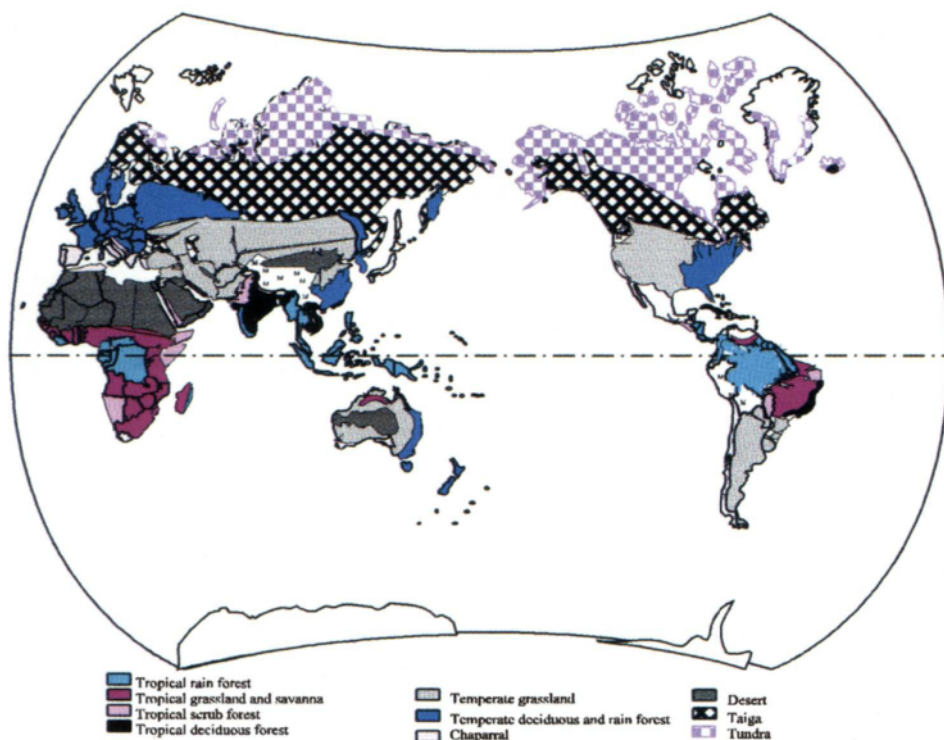 Tropical rain forest
Tropical grassland and savanna
Tropical scrub forest
Tropical deciduous forest
Temperate grassland
Temperate deciduous and rain forest
Chaparral
Desert
Taiga
Tundra